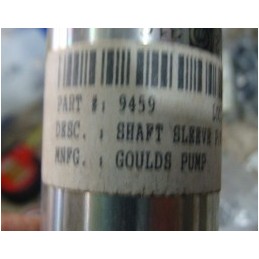 PART #: 9459
DESC. : SHAFT SLEEVE
MNFG. : GOULDS PUMP